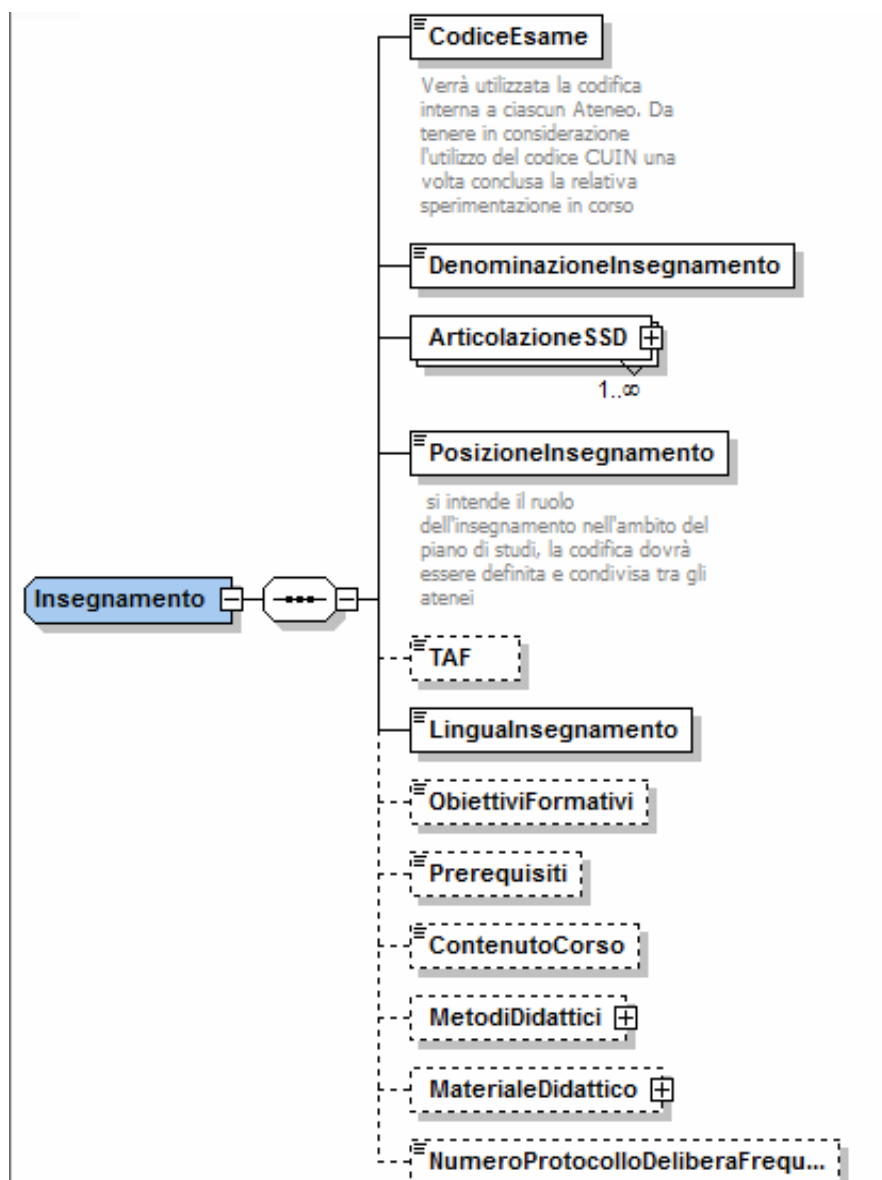 CodiceEsame
Verrà utilizzata la codifica
interna a ciascun Ateneo. Da
tenere in considerazione
l'utilizzo del codice CUIN una
volta conclusa la relativa
sperimentazione in corso
DenominazioneInsegnamento
ArticolazioneSSD
1..∞
PosizioneInsegnamento
si intende il ruolo
dell'insegnamento nell'ambito del
piano di studi, la codifica dovrà
essere definita e condivisa tra gli
atenei
Insegnamento
TAF
LinguaInsegnamento
ObiettiviFormativi
Prerequisiti
ContenutoCorso
MetodiDidattici
MaterialeDidattico
NumeroProtocolloDeliberaFrequ...